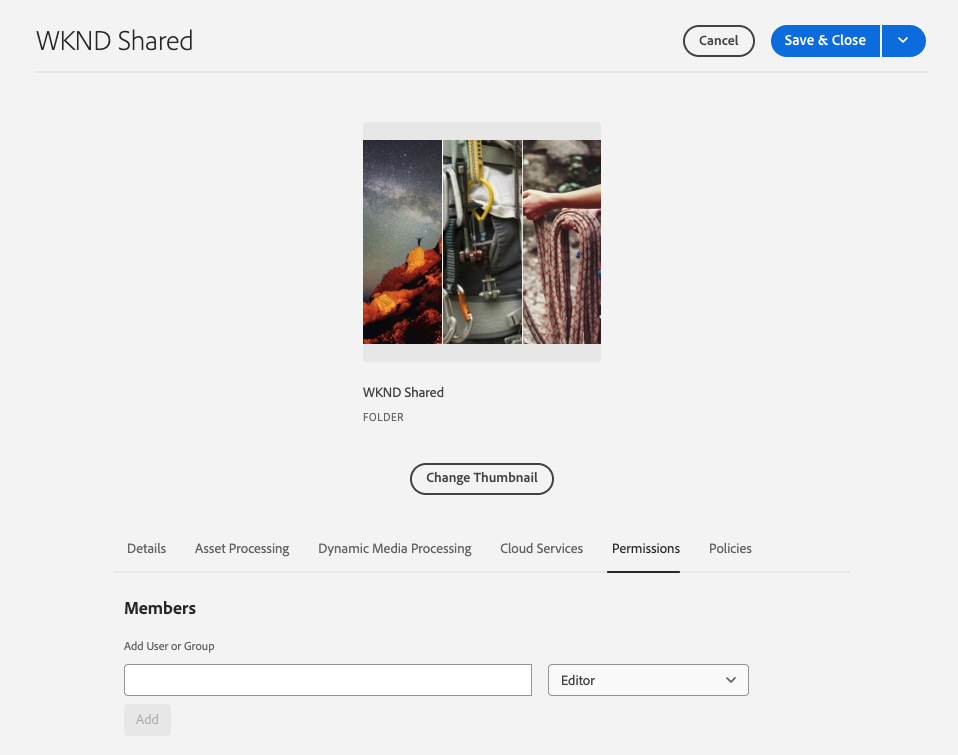 WKND Shared
Cancel
Save & Close
WKND Shared
FOLDER
Change Thumbnail
Details Asset Processing Dynamic Media Processing Cloud Services Permissions Policies
Members
Add User or Group
Editor
Add